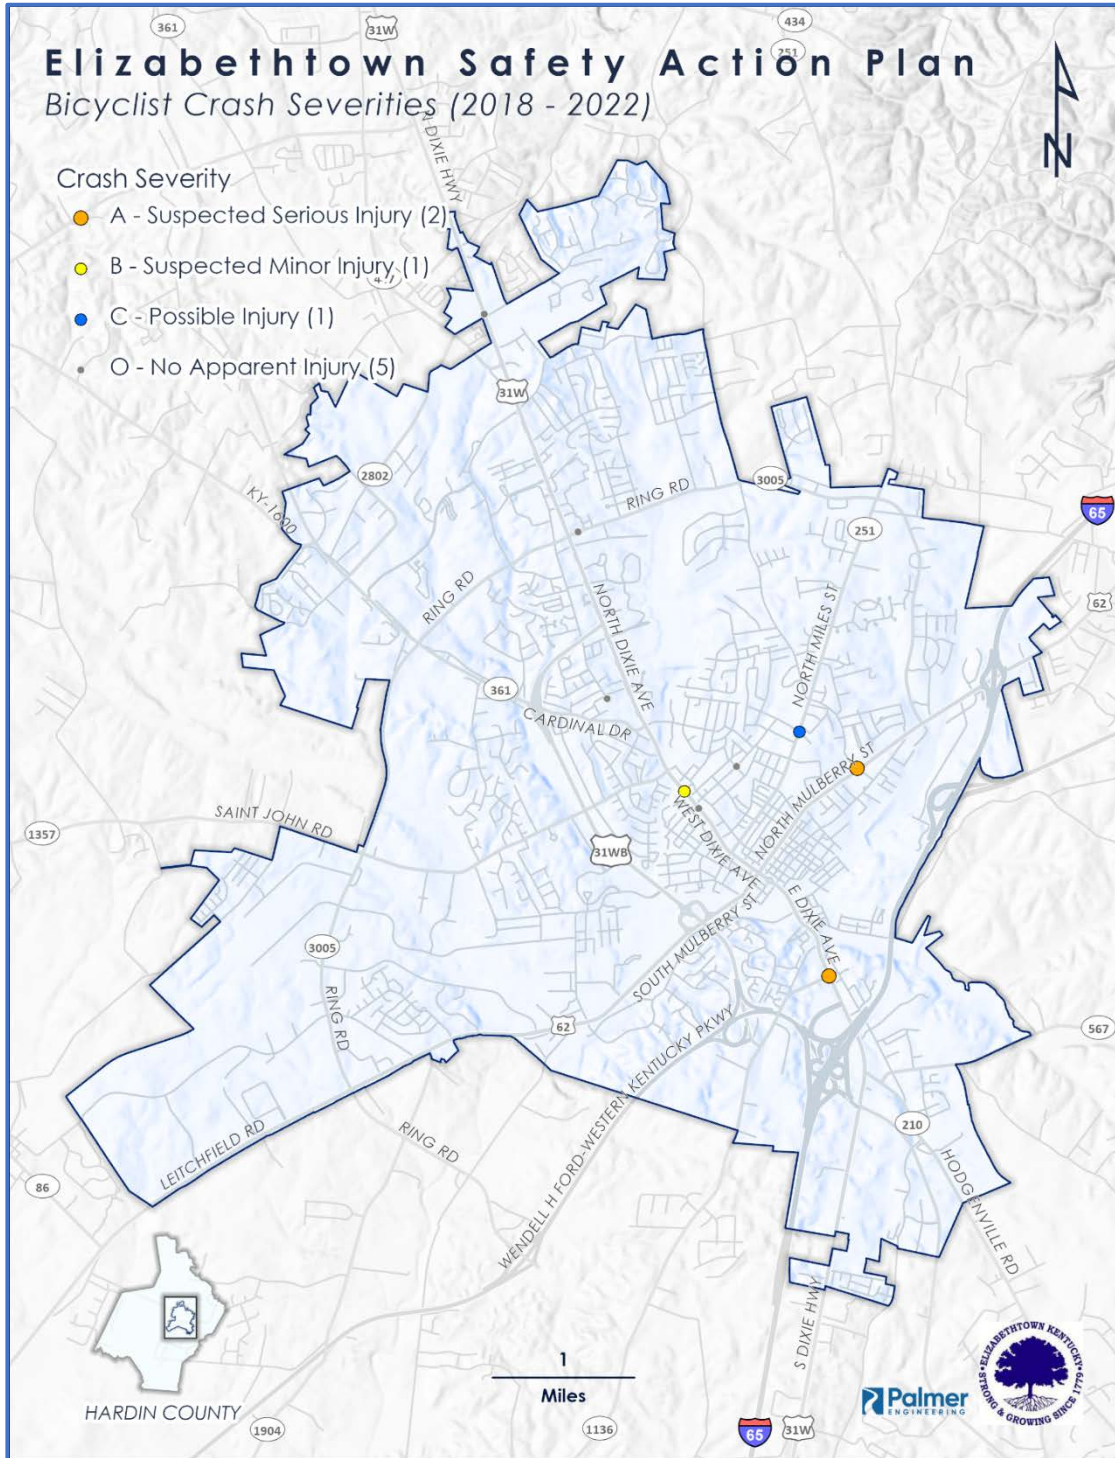 Elizabethtown Safety Action Plan
Bicyclist Crash Severities (2018 - 2022)
361
31W
434
251
N DIXIE HWY
N
Crash Severity
A - Suspected Serious Injury (2)
B - Suspected Minor Injury (1)
C - Possible Injury (1)
O - No Apparent Injury (5)
31W
2802
KY-1600
RING RD
3005
251
65
62
RING RD
NORTH DIXIE AVE
NORTH MILES ST
361
CARDINAL DR
NORTH MULBERRY ST
WEST DIXIE AVE
SAINT JOHN RD
1357
31WB
E DIXIE AVE
SOUTH MULBERRY ST
3005
RING RD
62
567
WENDELL H FORD-WESTERN KENTUCKY PKWY
LEITCHFIELD RD
RING RD
210
HODGENVILLE RD
86
S DIXIE HWY
HARDIN COUNTY
1
Miles
1904
1136
65
31W
Palmer
ENGINEERING
ELIZABETHTOWN KENTUCKY
STRONG & GROWING SINCE 1779